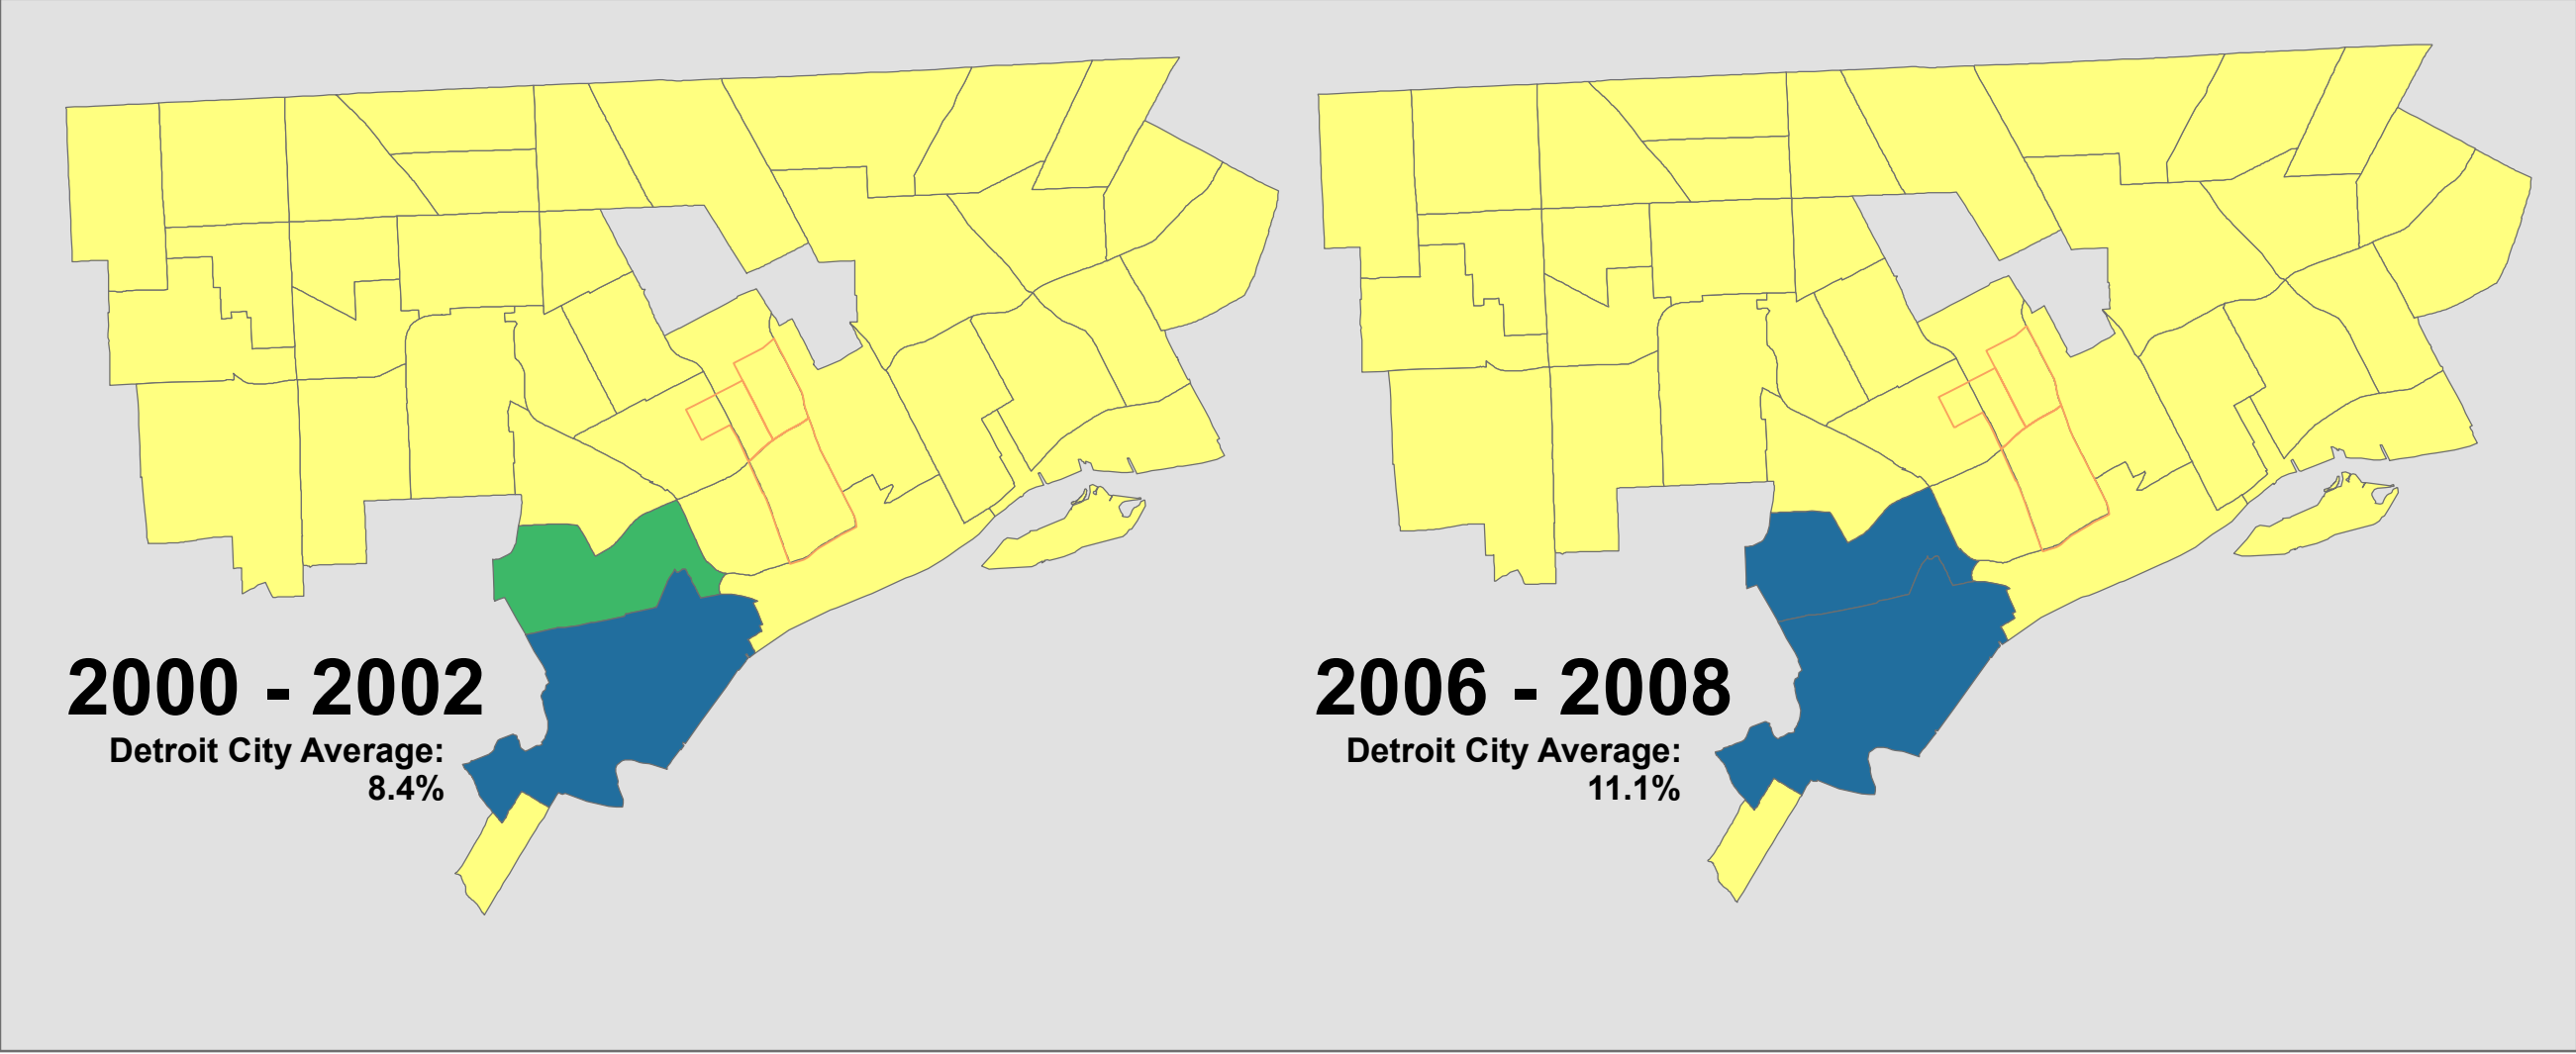 2000 - 2002
Detroit City Average:
8.4%
2006 - 2008
Detroit City Average:
11.1%